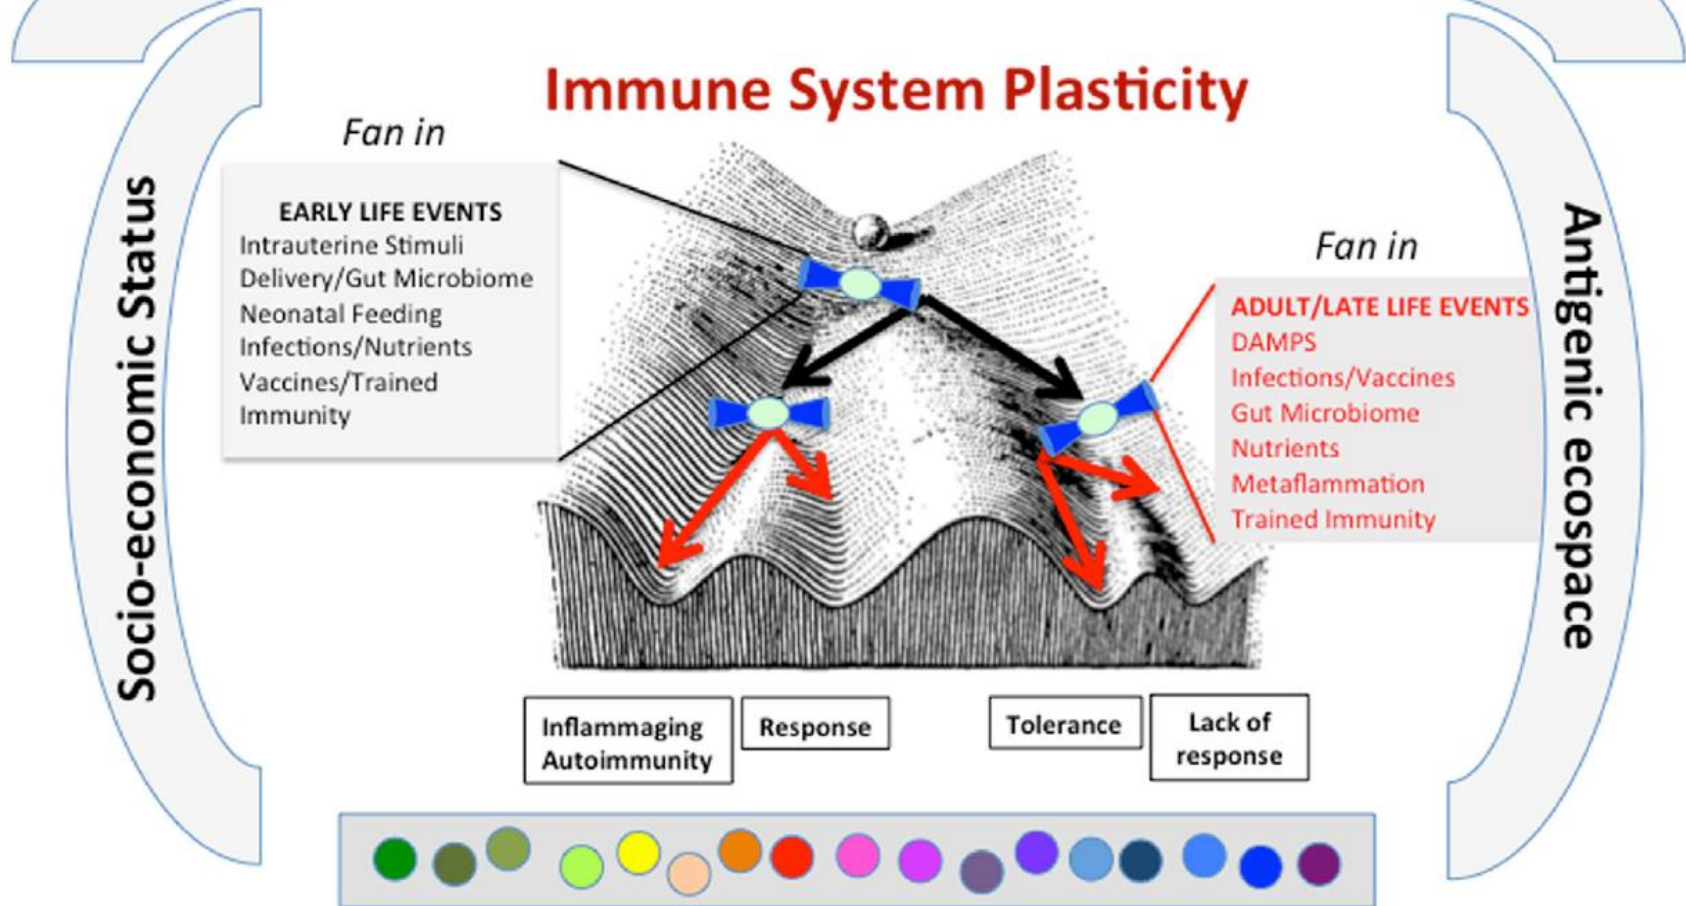 Immune System Plasticity
Socio-economic Status
Fan in
EARLY LIFE EVENTS
Intrauterine Stimuli
Delivery/Gut Microbiome
Neonatal Feeding
Infections/Nutrients
Vaccines/Trained
Immunity
Fan in
ADULT/LATE LIFE EVENTS
DAMPS
Infections/Vaccines
Gut Microbiome
Nutrients
Metaflammation
Trained Immunity
Antigenic ecospace
Inflammaging
Autoimmunity
Response
Tolerance
Lack of
response